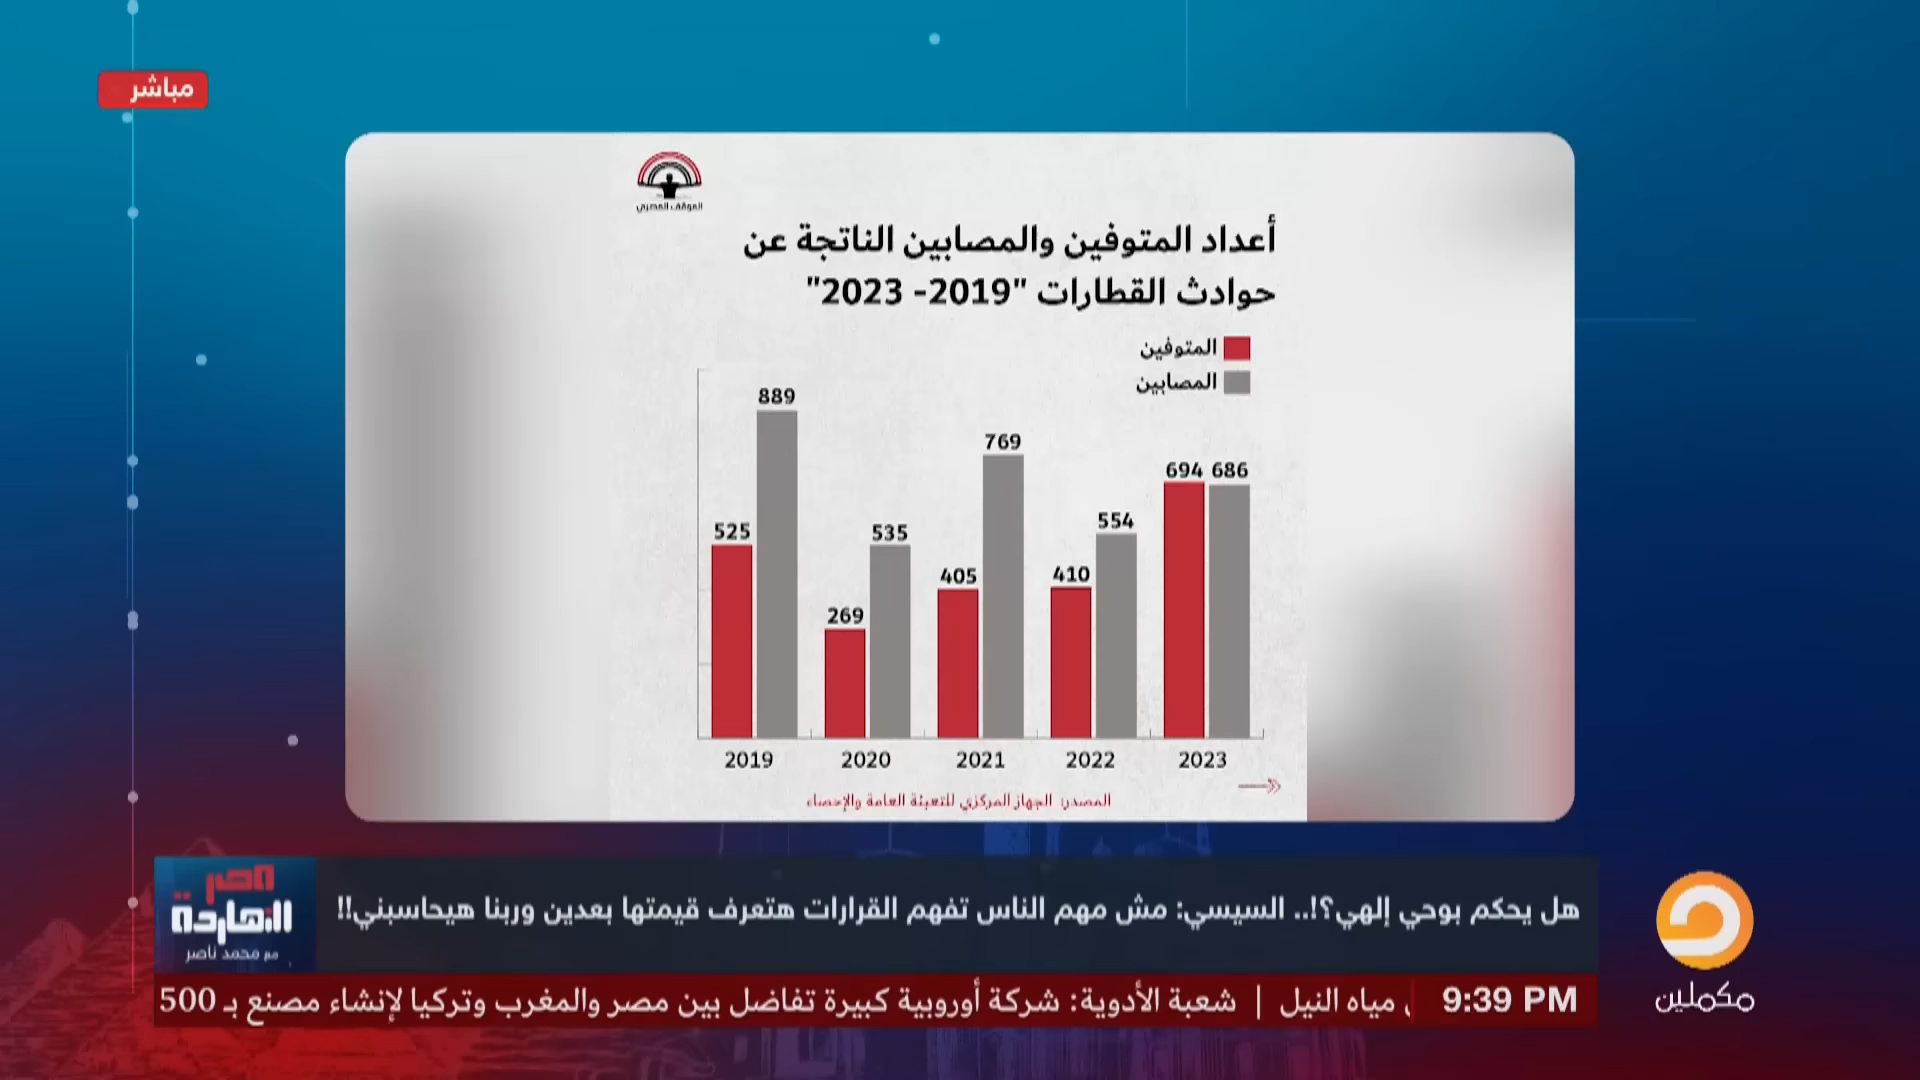 مباشر
الموقف المصري
أعداد المتوفين والمصابين الناتجة عن
حوادث القطارات "2019- 2023"
المتوفين
المصابين
889
769
694 686
525
535
554
405
410
269
2019 2020 2021 2022 2023
المصدر: الجهاز المركزي للتعبئة العامة والإحصاء
هل يحكم بوحي إلهي؟!.. السيسي: مش مهم الناس تفهم القرارات هتعرف قيمتها بعدين وربنا هيحاسبني!!
مصر
النهاردة
مع محمد ناصر
9:39 PM
مياه النيل | شعبة الأدوية: شركة أوروبية كبيرة تفاضل بين مصر والمغرب وتركيا لإنشاء مصنع بـ 500
مكملين